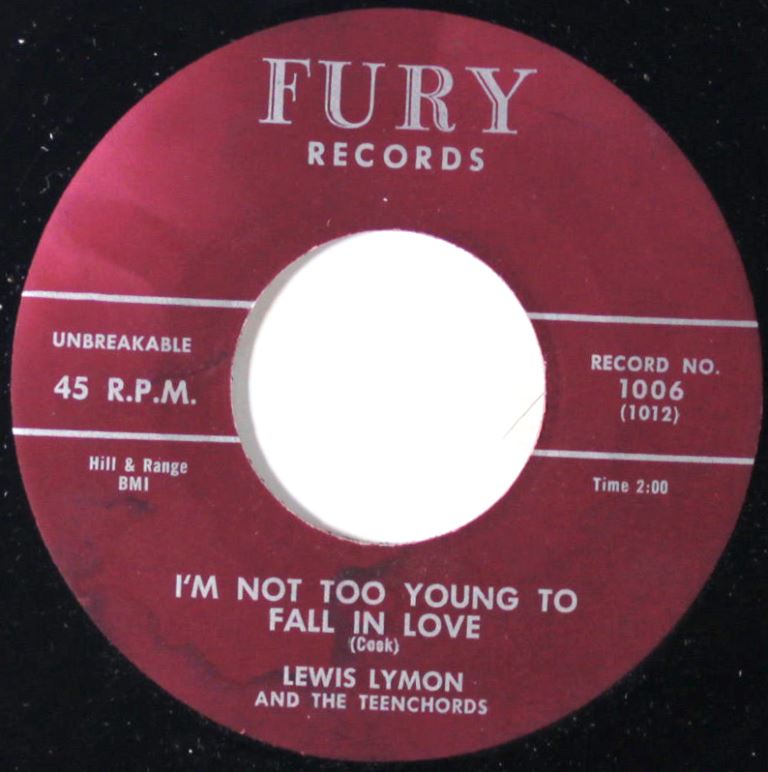 FURY
RECORDS
UNBREAKABLE
45 R.P.M.
RECORD NO.
1006
(1012)
Hill & Range
BMI
Time 2:00
I'M NOT TOO YOUNG TO
FALL IN LOVE
(Cook)
LEWIS LYMON
AND THE TEENCHORDS